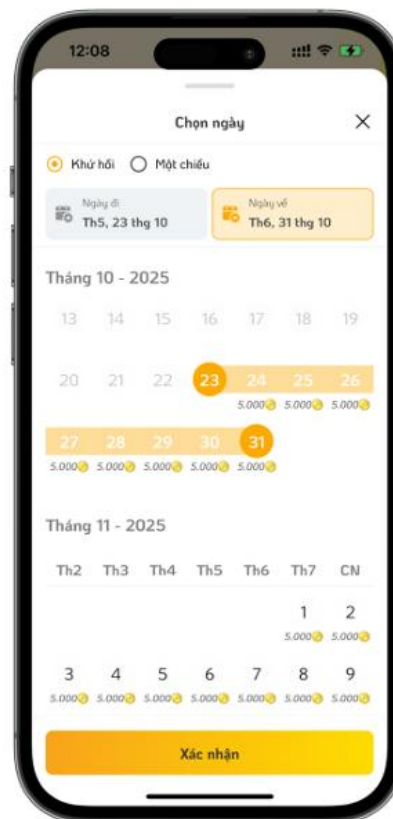 12:08
Chọn ngày
Khứ hồi Một chiều
Ngày đi
Th5, 23 thg 10
Ngày về
Th6, 31 thg 10
Tháng 10 - 2025
13 14 15 16 17 18 19
20 21 22 23 24 25 26
5.000 5.000 5.000
27 28 29 30 31
5.000 5.000 5.000 5.000 5.000
Tháng 11 - 2025
Th2 Th3 Th4 Th5 Th6 Th7 CN
1 2
5.000 5.000
3 4 5 6 7 8 9
5.000 5.000 5.000 5.000 5.000 5.000 5.000
Xác nhận